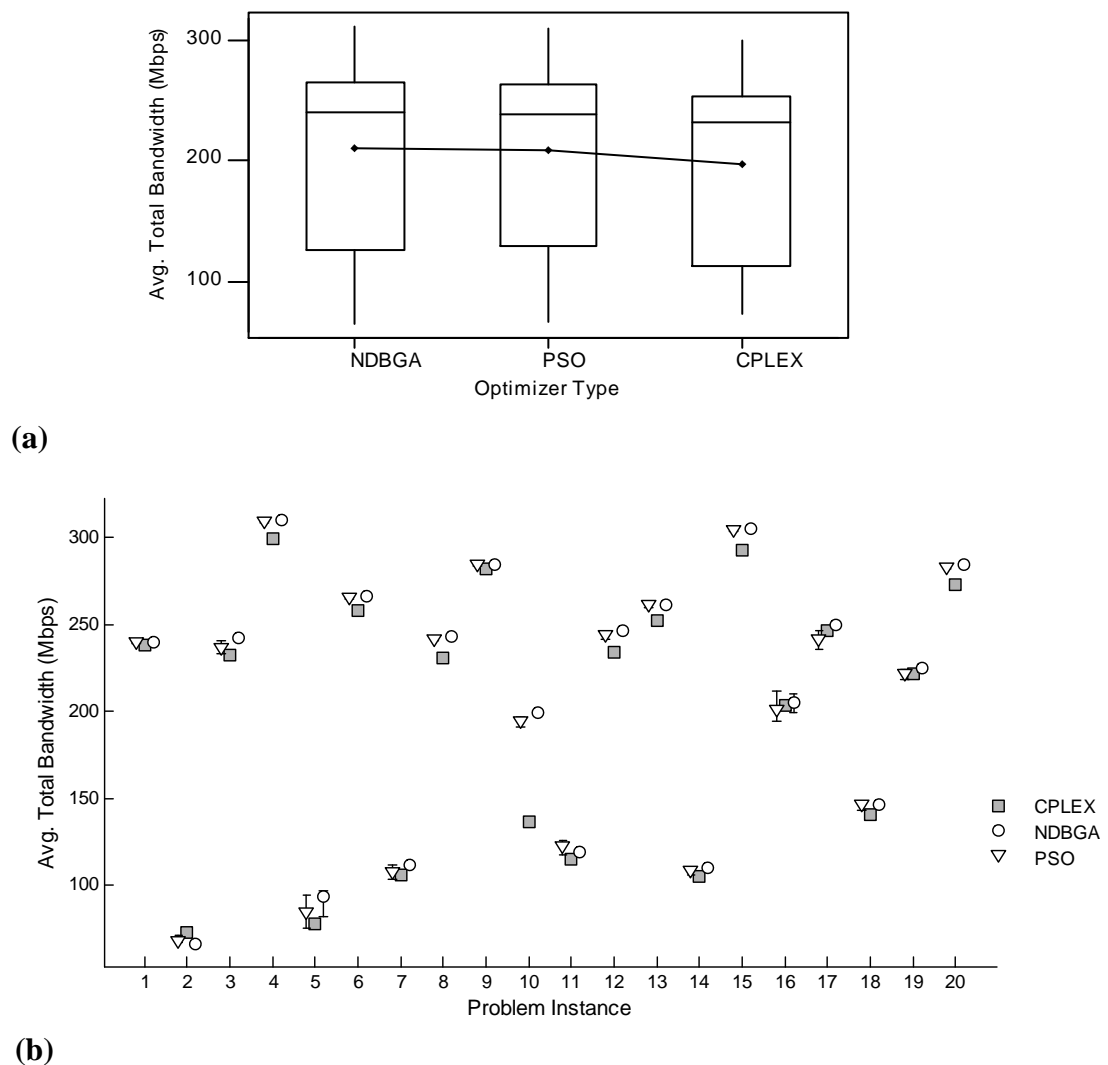 Avg. Total Bandwidth (Mbps)
300
200
100
NDBGA PSO CPLEX
Optimizer Type
(a)
Avg. Total Bandwidth (Mbps)
300
250
200
150
100
1 2 3 4 5 6 7 8 9 10 11 12 13 14 15 16 17 18 19 20
Problem Instance
CPLEX
NDBGA
PSO
(b)